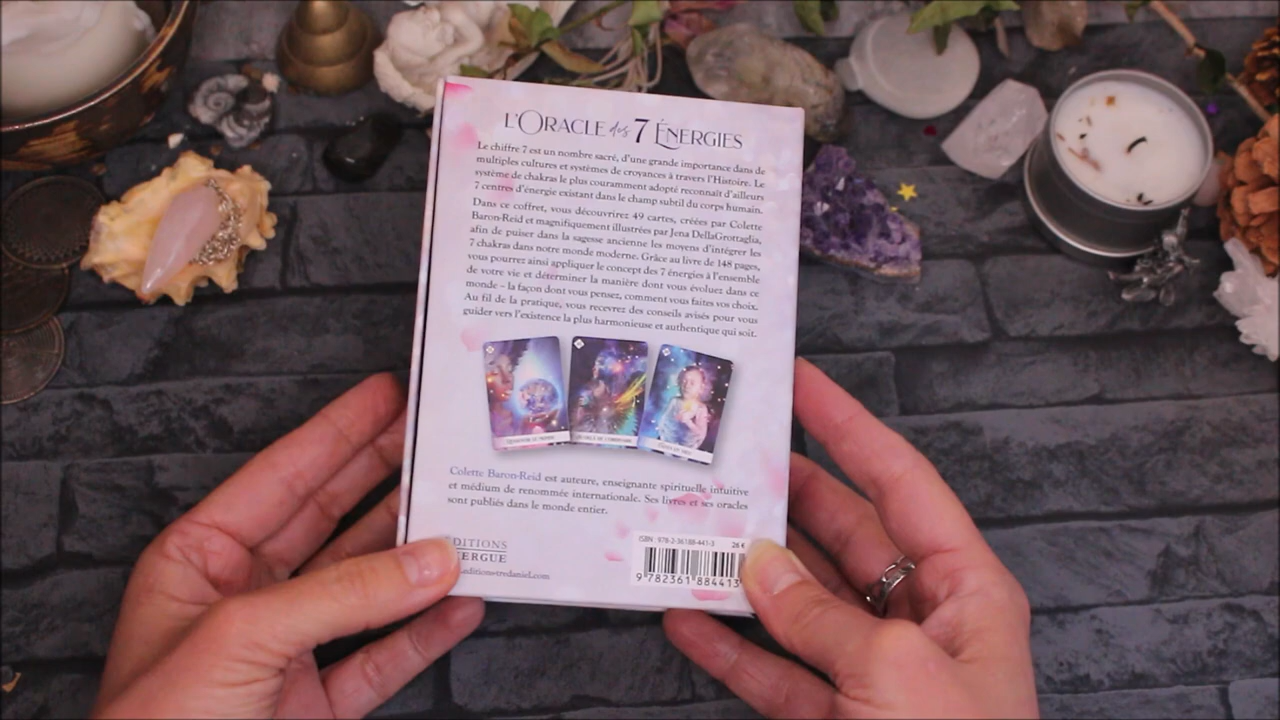 L'ORACLE des 7 ÉNERGIES
Le chiffre 7 est un nombre sacré, d'une grande importance dans de
multiples cultures et systèmes de croyances à travers l'Histoire. Le
système de chakras le plus couramment adopté reconnaît d'ailleurs
7 centres d'énergie existant dans le champ subtil du corps humain.
Dans ce coffret, vous découvrirez 49 cartes, créées par Colette
Baron-Reid et magnifiquement illustrées par Jena DellaGrottaglia,
afin de puiser dans la sagesse ancienne les moyens d'intégrer les
7 chakras dans notre monde moderne. Grâce au livre de 148 pages,
vous pourrez ainsi appliquer le concept des 7 énergies à l'ensemble
de votre vie et déterminer la manière dont vous évoluez dans ce
monde – la façon dont vous pensez, comment vous faites vos choix.
Au fil de la pratique, vous recevrez des conseils avisés pour vous
guider vers l'existence la plus harmonieuse et authentique qui soit.
Colette Baron-Reid est auteure, enseignante spirituelle intuitive
et médium de renommée internationale. Ses livres et ses oracles
sont publiés dans le monde entier.
ISBN : 978-2-36188-441-3 26 €
9 782361 884413